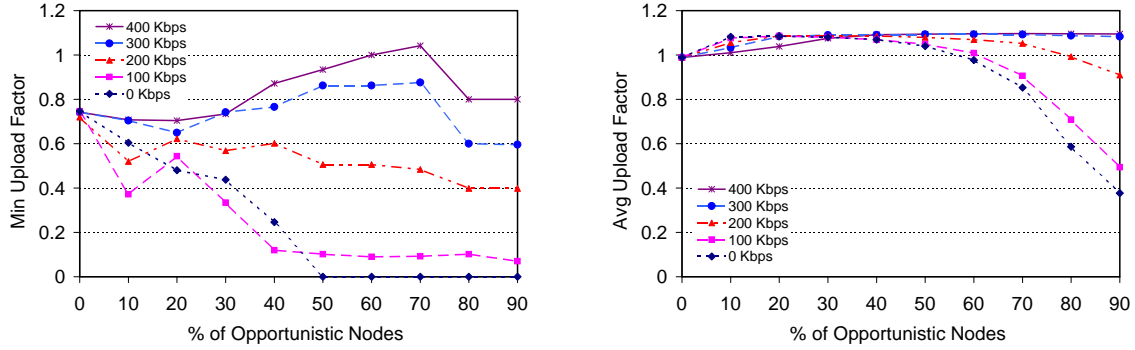 Min Upload Factor
1.2
1
0.8
0.6
0.4
0.2
0
400 Kbps
300 Kbps
200 Kbps
100 Kbps
0 Kbps
0 10 20 30 40 50 60 70 80 90
% of Opportunistic Nodes
Avg Upload Factor
1.2
1
0.8
0.6
0.4
0.2
0
400 Kbps
300 Kbps
200 Kbps
100 Kbps
0 Kbps
0 10 20 30 40 50 60 70 80 90
% of Opportunistic Nodes